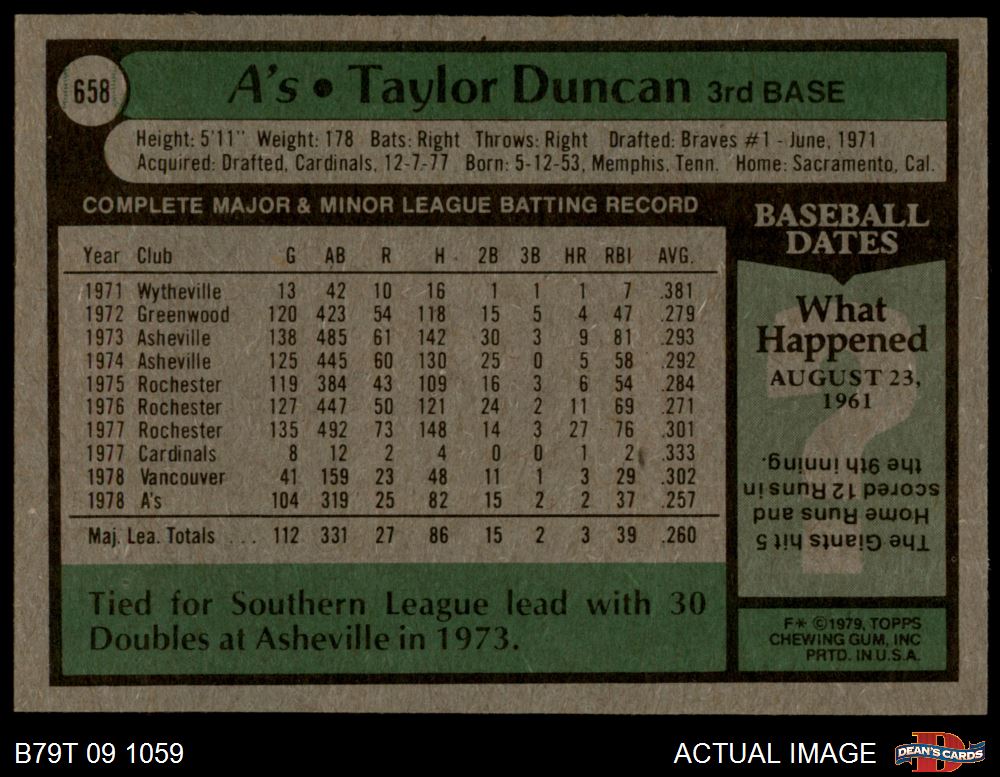 658
A's • Taylor Duncan 3rd BASE
Height: 5'11" Weight: 178 Bats: Right Throws: Right Drafted: Braves #1 - June, 1971
Acquired: Drafted, Cardinals, 12-7-77 Born: 5-12-53, Memphis, Tenn. Home: Sacramento, Cal.
COMPLETE MAJOR & MINOR LEAGUE BATTING RECORD
Year Club G AB R H 2B 3B HR RBI AVG.
1971 Wytheville 13 42 10 16 1 1 1 7 .381
1972 Greenwood 120 423 54 118 15 5 4 47 .279
1973 Asheville 138 485 61 142 30 3 9 81 .293
1974 Asheville 125 445 60 130 25 0 5 58 .292
1975 Rochester 119 384 43 109 16 3 6 54 .284
1976 Rochester 127 447 50 121 24 2 11 69 .271
1977 Rochester 135 492 73 148 14 3 27 76 .301
1977 Cardinals 8 12 2 4 0 0 1 2 .333
1978 Vancouver 41 159 23 48 11 1 3 29 .302
1978 A's 104 319 25 82 15 2 2 37 .257
Maj. Lea. Totals ... 112 331 27 86 15 2 3 39 .260
Tied for Southern League lead with 30
Doubles at Asheville in 1973.
BASEBALL
DATES
What
Happened
AUGUST 23,
1961
?
The Giants hit 5
Home Runs and
scored 12 Runs in
the 9th inning.
F* ©1979, TOPPS
CHEWING GUM, INC
PRTD. IN U.S.A.
B79T 09 1059
ACTUAL IMAGE
D
DEAN'S CARDS